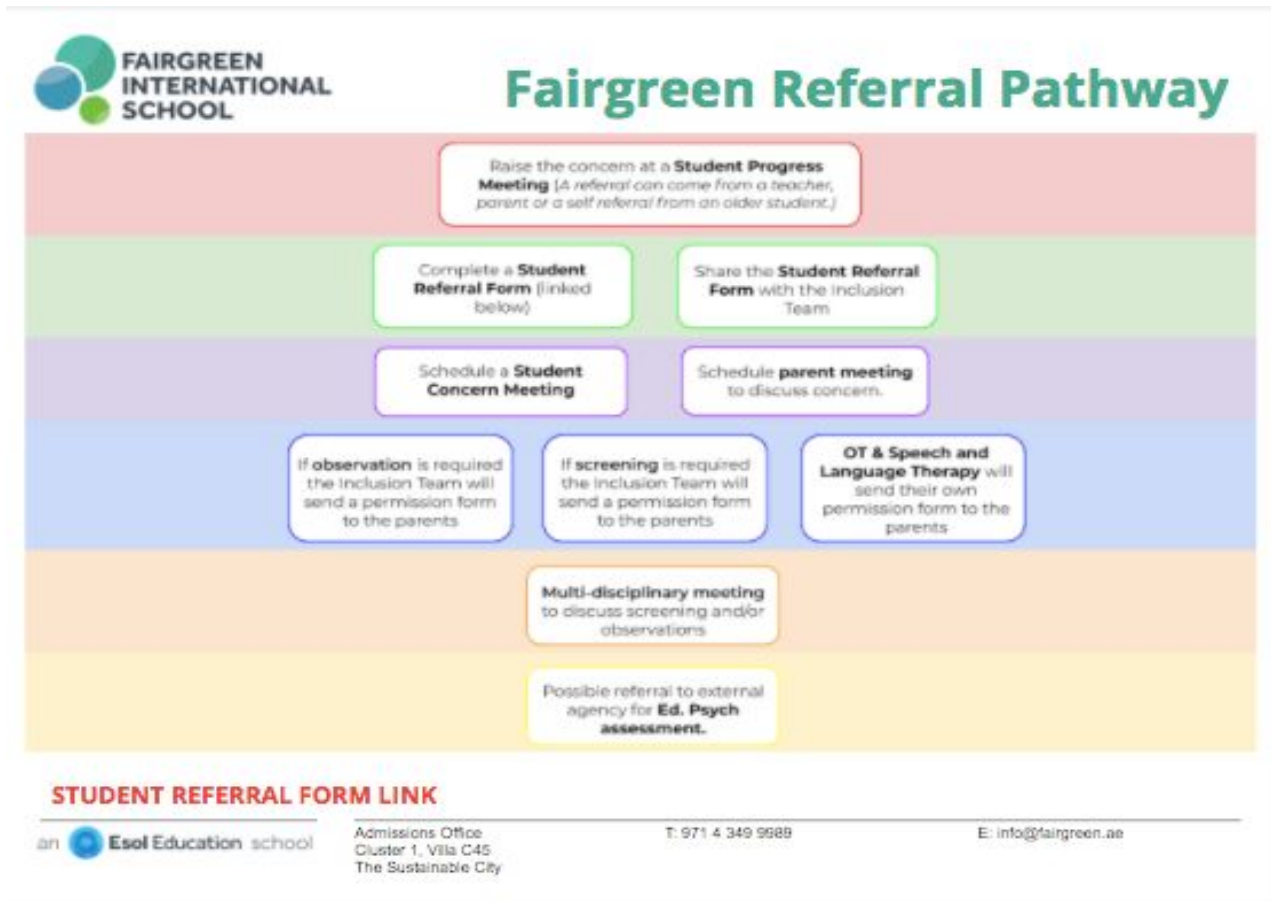 FAIRGREEN
INTERNATIONAL
SCHOOL
Fairgreen Referral Pathway
Raise the concern at a Student Progress
Meeting (A referral can come from a teacher,
parent or a self referral from an older student.)
Complete a Student
Referral Form (linked
below)
Share the Student Referral
Form with the Inclusion
Team
Schedule a Student
Concern Meeting
Schedule parent meeting
to discuss concern.
If observation is required
the Inclusion Team will
send a permission form
to the parents
If screening is required
the Inclusion Team will
send a permission form
to the parents
OT & Speech and
Language Therapy will
send their own
permission form to the
parents
Multi-disciplinary meeting
to discuss screening and/or
observations
Possible referral to external
agency for Ed. Psych
assessment.
STUDENT REFERRAL FORM LINK
an Esol Education school
Admissions Office
Cluster 1, Villa C45
The Sustainable City
T: 971 4 349 9989
E: info@fairgreen.ae